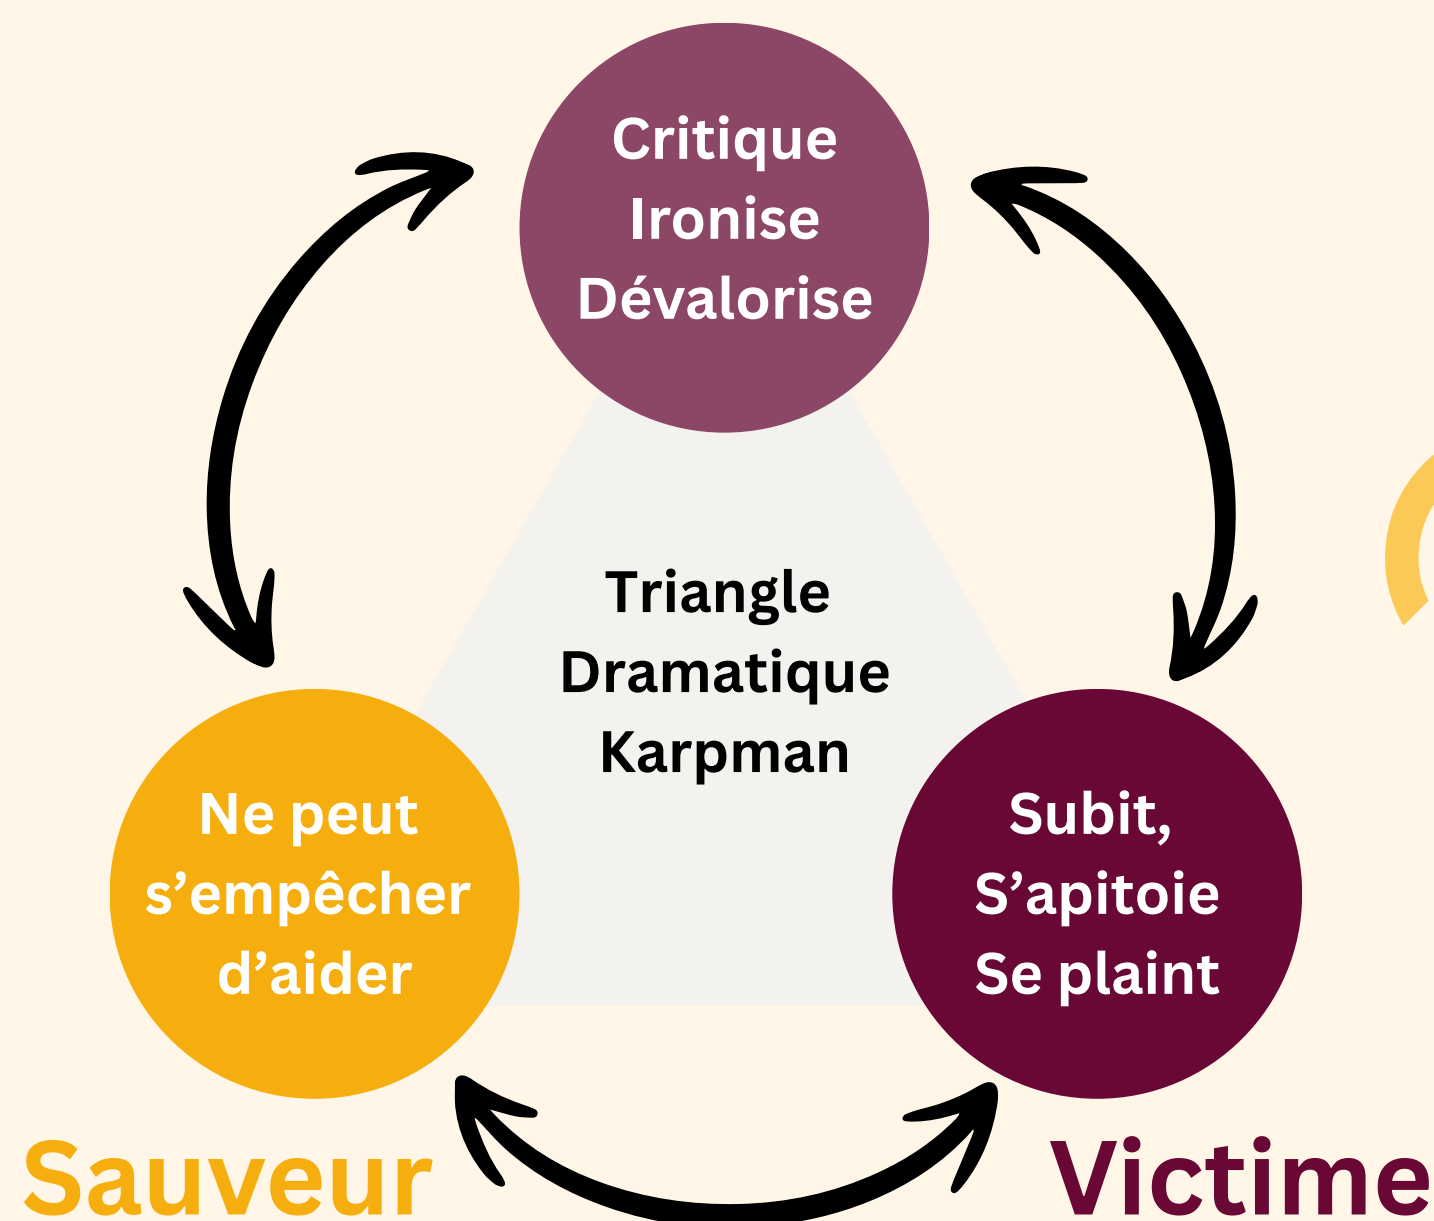 Critique
Ironise
Dévalorise
Triangle
Dramatique
Karpman
Ne peut
s’empêcher
d’aider
Subit,
S’apitoie
Se plaint
Sauveur
Victime